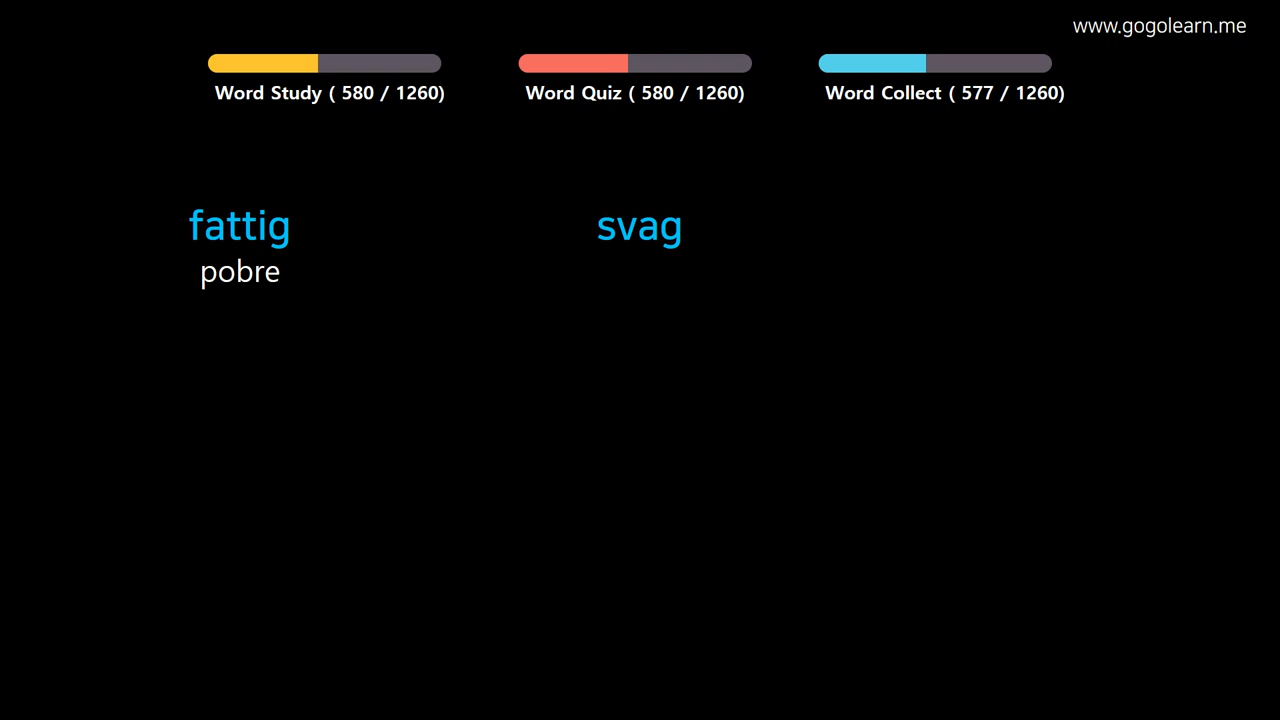 www.gogolearn.me
Word Study ( 580 / 1260)
Word Quiz ( 580 / 1260)
Word Collect ( 577 / 1260)
fattig
svag
pobre